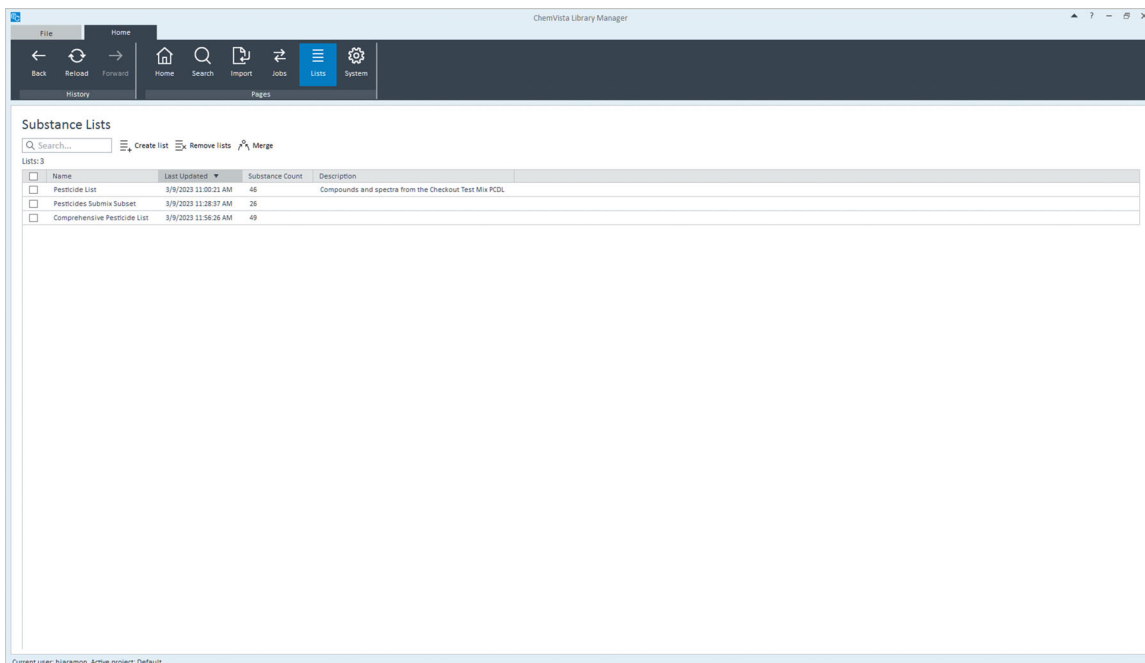 ChemVista Library Manager
File Home
Back Reload Forward Home Search Import Jobs Lists System
History Pages
Substance Lists
Search... Create list Remove lists Merge
Lists: 3
Name Last Updated ▼ Substance Count Description
Pesticide List 3/9/2023 11:00:21 AM 46 Compounds and spectra from the Checkout Test Mix PCDL
Pesticides Submix Subset 3/9/2023 11:28:37 AM 26
Comprehensive Pesticide List 3/9/2023 11:56:26 AM 49
Current user: Active project: Default